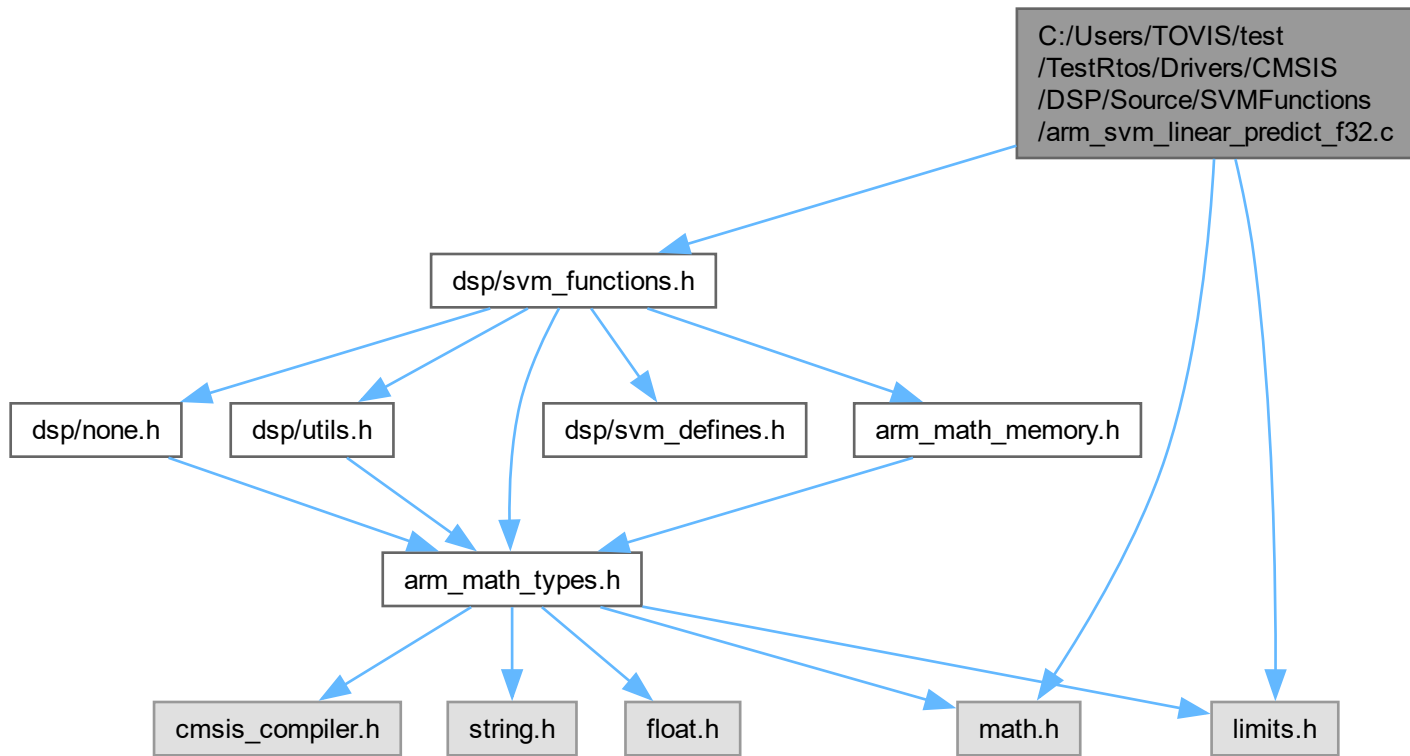 C:/Users/TOVIS/test
/TestRtos/Drivers/CMSIS
/DSP/Source/SVMFunctions
/arm_svm_linear_predict_f32.c
dsp/svm_functions.h
dsp/none.h
dsp/utils.h
dsp/svm_defines.h
arm_math_memory.h
arm_math_types.h
cmsis_compiler.h
string.h
float.h
math.h
limits.h